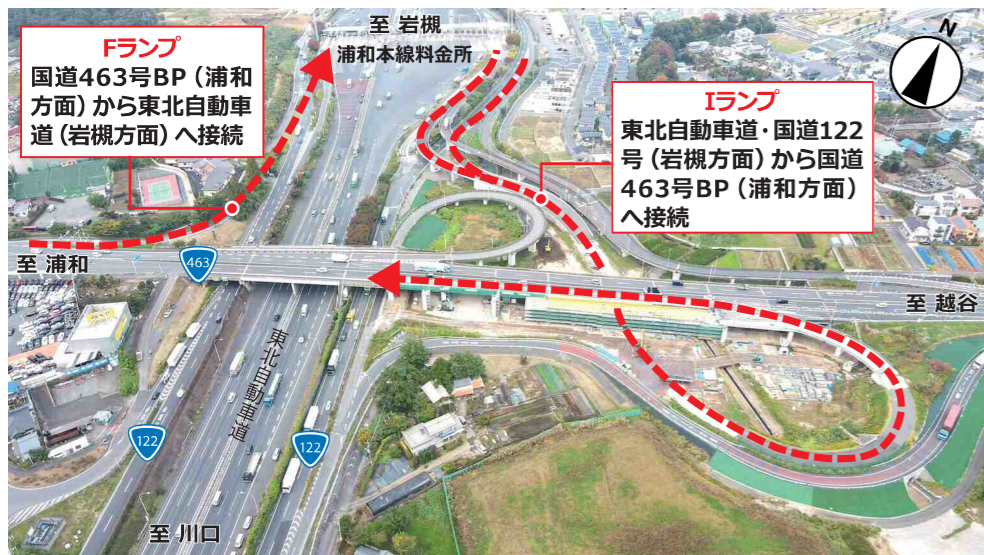 至 岩槻
浦和本線料金所
N
Fランプ
国道463号BP（浦和
方面）から東北自動車
道（岩槻方面）へ接続
Iランプ
東北自動車道・国道122
号（岩槻方面）から国道
463号BP（浦和方面）
へ接続
至 浦和
463
至 越谷
東北自動車道
122
122
至 川口